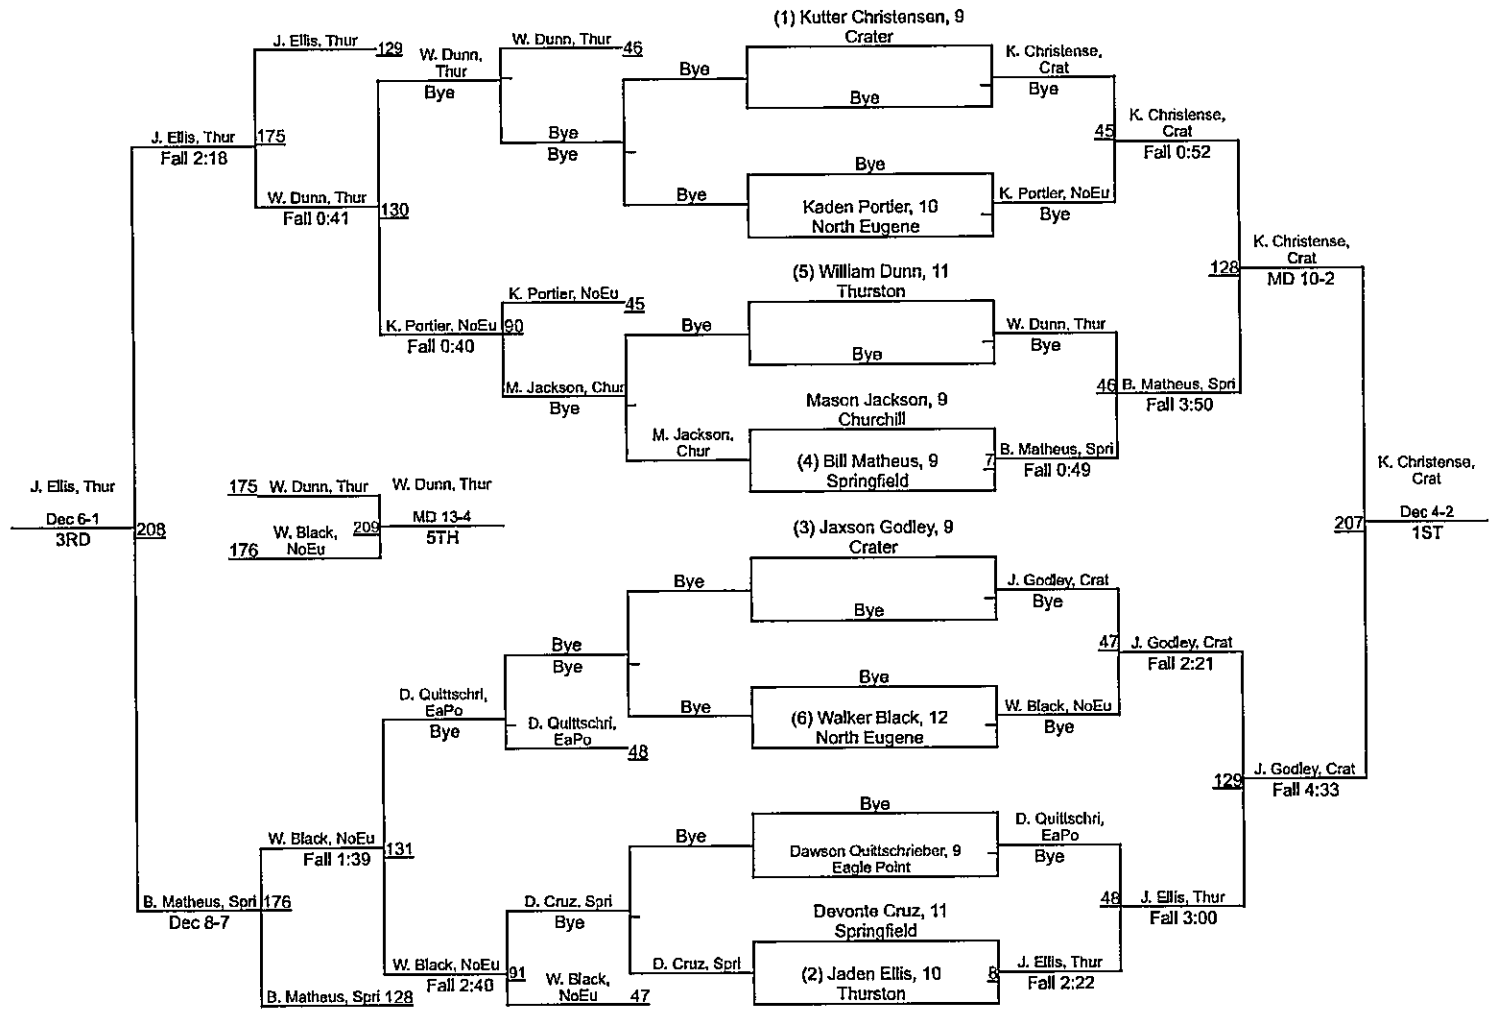 (1) Kutter Christensen, 9
Crater
J. Ellis, Thur
129
W. Dunn,
Thur
Bye
W. Dunn, Thur
46
Bye
Bye
K. Christense,
Crat
Bye
J. Ellis, Thur
Fall 2:18
175
Bye
Bye
45
K. Christense,
Crat
Fall 0:52
Bye
W. Dunn, Thur
Fall 0:41
130
Bye
Kaden Portier, 10
North Eugene
K. Portier, NoEu
Bye
128
K. Christense,
Crat
MD 10-2
(5) William Dunn, 11
Thurston
K. Portier, NoEu
45
K. Portier, NoEu
Fall 0:40
90
Bye
Bye
W. Dunn, Thur
Bye
M. Jackson, Chur
Bye
Mason Jackson, 9
Churchill
46
B. Matheus, Spri
Fall 3:50
M. Jackson,
Chur
(4) Bill Matheus, 9
Springfield
7
B. Matheus, Spri
Fall 0:49
J. Ellis, Thur
Dec 6-1
3RD
208
175
W. Dunn, Thur
W. Black,
NoEu
176
209
W. Dunn, Thur
MD 13-4
5TH
207
K. Christense,
Crat
Dec 4-2
1ST
(3) Jaxson Godley, 9
Crater
Bye
Bye
J. Godley, Crat
Bye
Bye
Bye
47
J. Godley, Crat
Fall 2:21
D. Quittschri,
EaPo
Bye
D. Quittschri,
EaPo
48
Bye
Bye
(6) Walker Black, 12
North Eugene
W. Black, NoEu
Bye
129
J. Godley, Crat
Fall 4:33
W. Black, NoEu
Fall 1:39
131
Bye
Bye
Dawson Quittschrieber, 9
Eagle Point
D. Quittschri,
EaPo
Bye
B. Matheus, Spri
Dec 8-7
176
D. Cruz, Spri
Bye
Devonte Cruz, 11
Springfield
48
J. Ellis, Thur
Fall 3:00
W. Black, NoEu
Fall 2:40
91
D. Cruz, Spri
(2) Jaden Ellis, 10
Thurston
8
J. Ellis, Thur
Fall 2:22
B. Matheus, Spri
128
W. Black,
NoEu
47